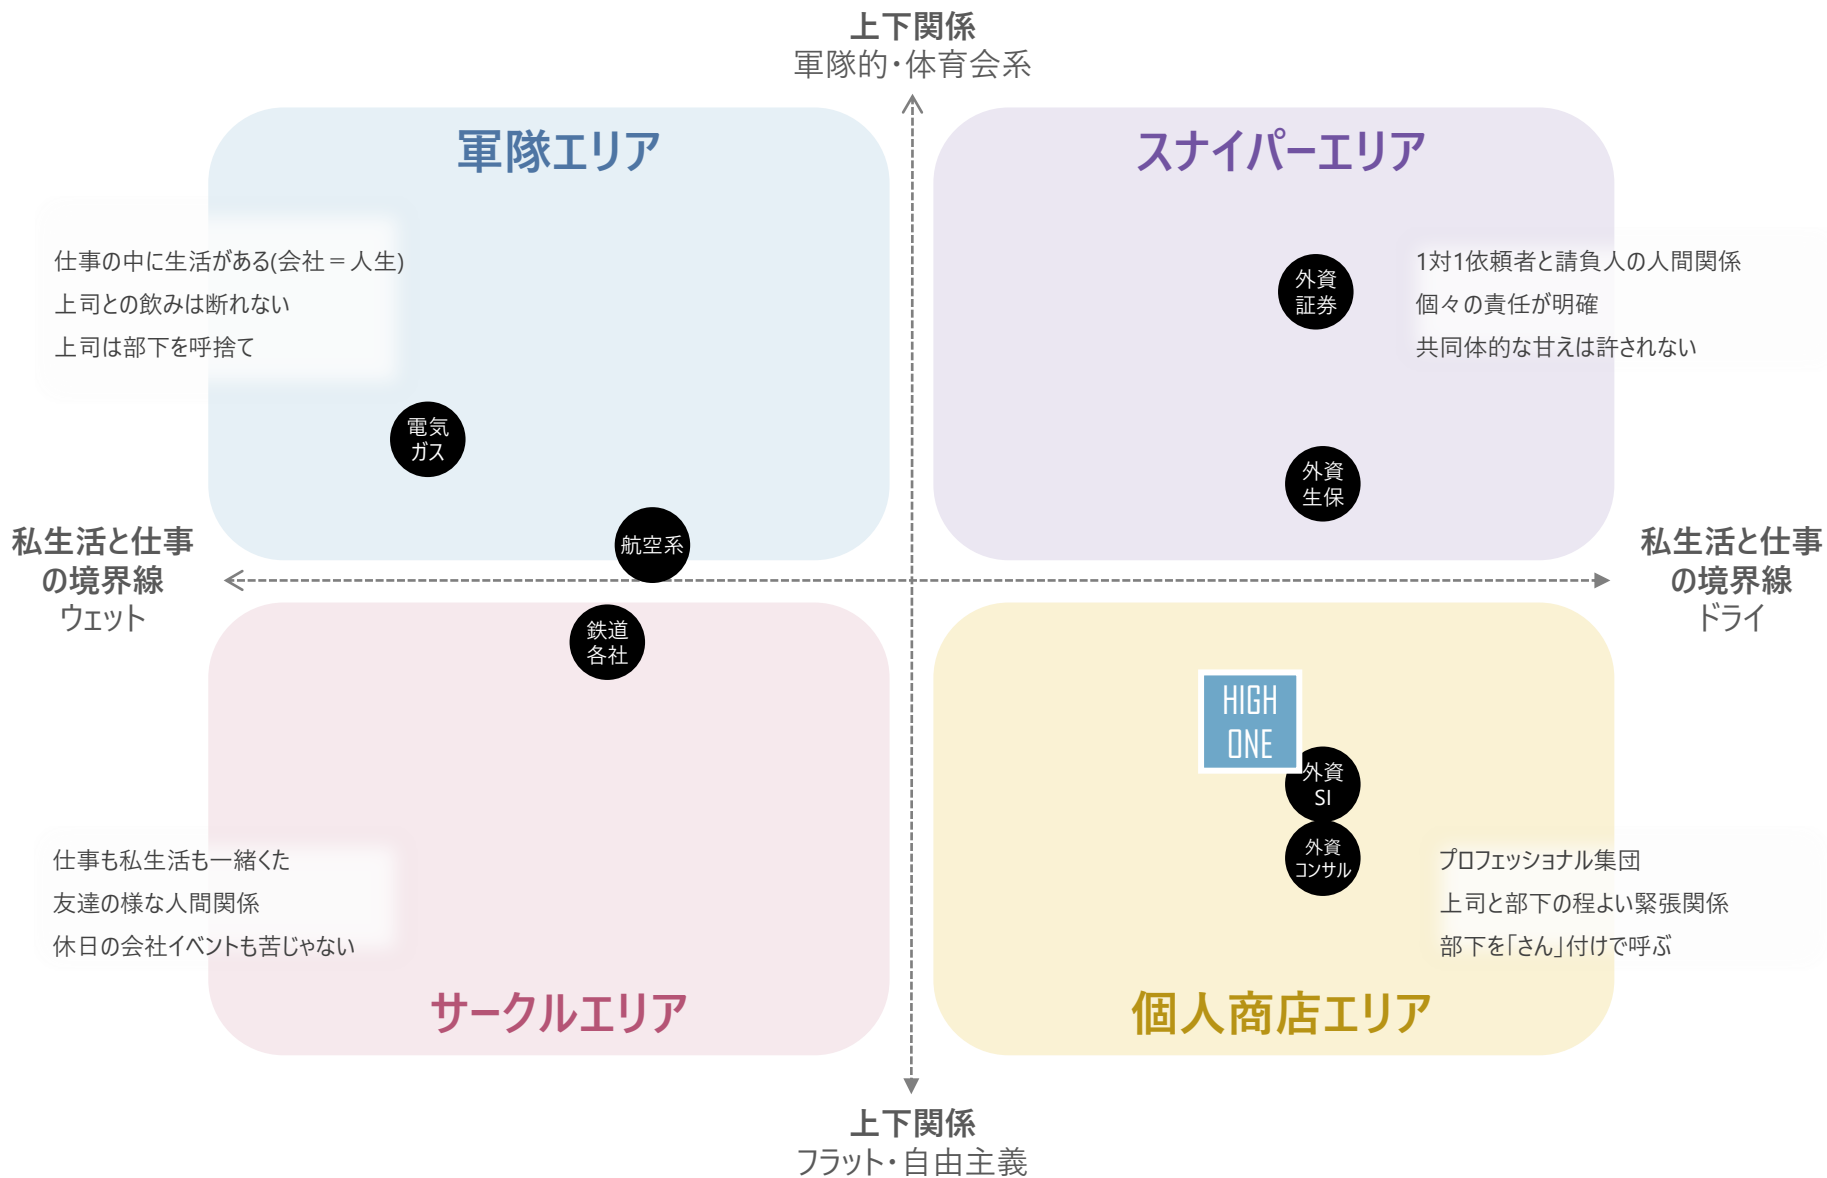 上下関係
軍隊的・体育会系
軍隊エリア
スナイパーエリア
仕事の中に生活がある(会社＝人生)
上司との飲みは断れない
上司は部下を呼捨て
1対1依頼者と請負人の人間関係
個々の責任が明確
共同体的な甘えは許されない
外資
証券
電気
ガス
外資
生保
航空系
私生活と仕事
の境界線
ウェット
私生活と仕事
の境界線
ドライ
鉄道
各社
HIGH
ONE
外資
SI
外資
コンサル
仕事も私生活も一緒くた
友達の様な人間関係
休日の会社イベントも苦じゃない
プロフェッショナル集団
上司と部下の程よい緊張関係
部下を「さん」付けで呼ぶ
サークルエリア
個人商店エリア
上下関係
フラット・自由主義